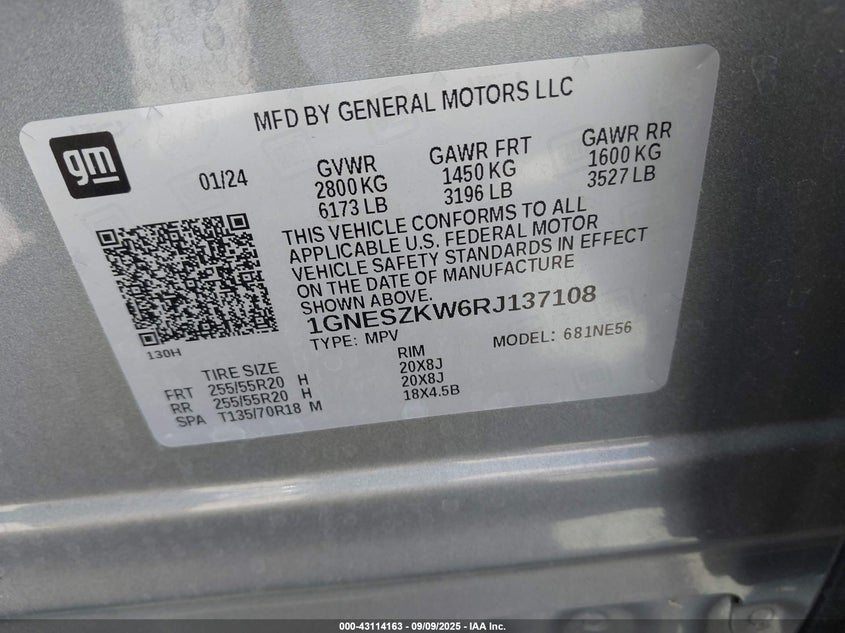 MFD BY GENERAL MOTORS LLC
gm
01/24
GVWR GAWR FRT GAWR RR
2800 KG 1450 KG 1600 KG
6173 LB 3196 LB 3527 LB
THIS VEHICLE CONFORMS TO ALL
APPLICABLE U.S. FEDERAL MOTOR
VEHICLE SAFETY STANDARDS IN EFFECT
ON THE DATE OF MANUFACTURE
SHOWN ABOVE.
1GNESZKW6RJ137108
TYPE: MPV MODEL: 681NE56
130H
TIRE SIZE RIM
FRT 255/55R20 H 20X8J
RR 255/55R20 H 20X8J
SPA T135/70R18 M 18X4.5B
000-43114163 - 09/09/2025 - IAA Inc.